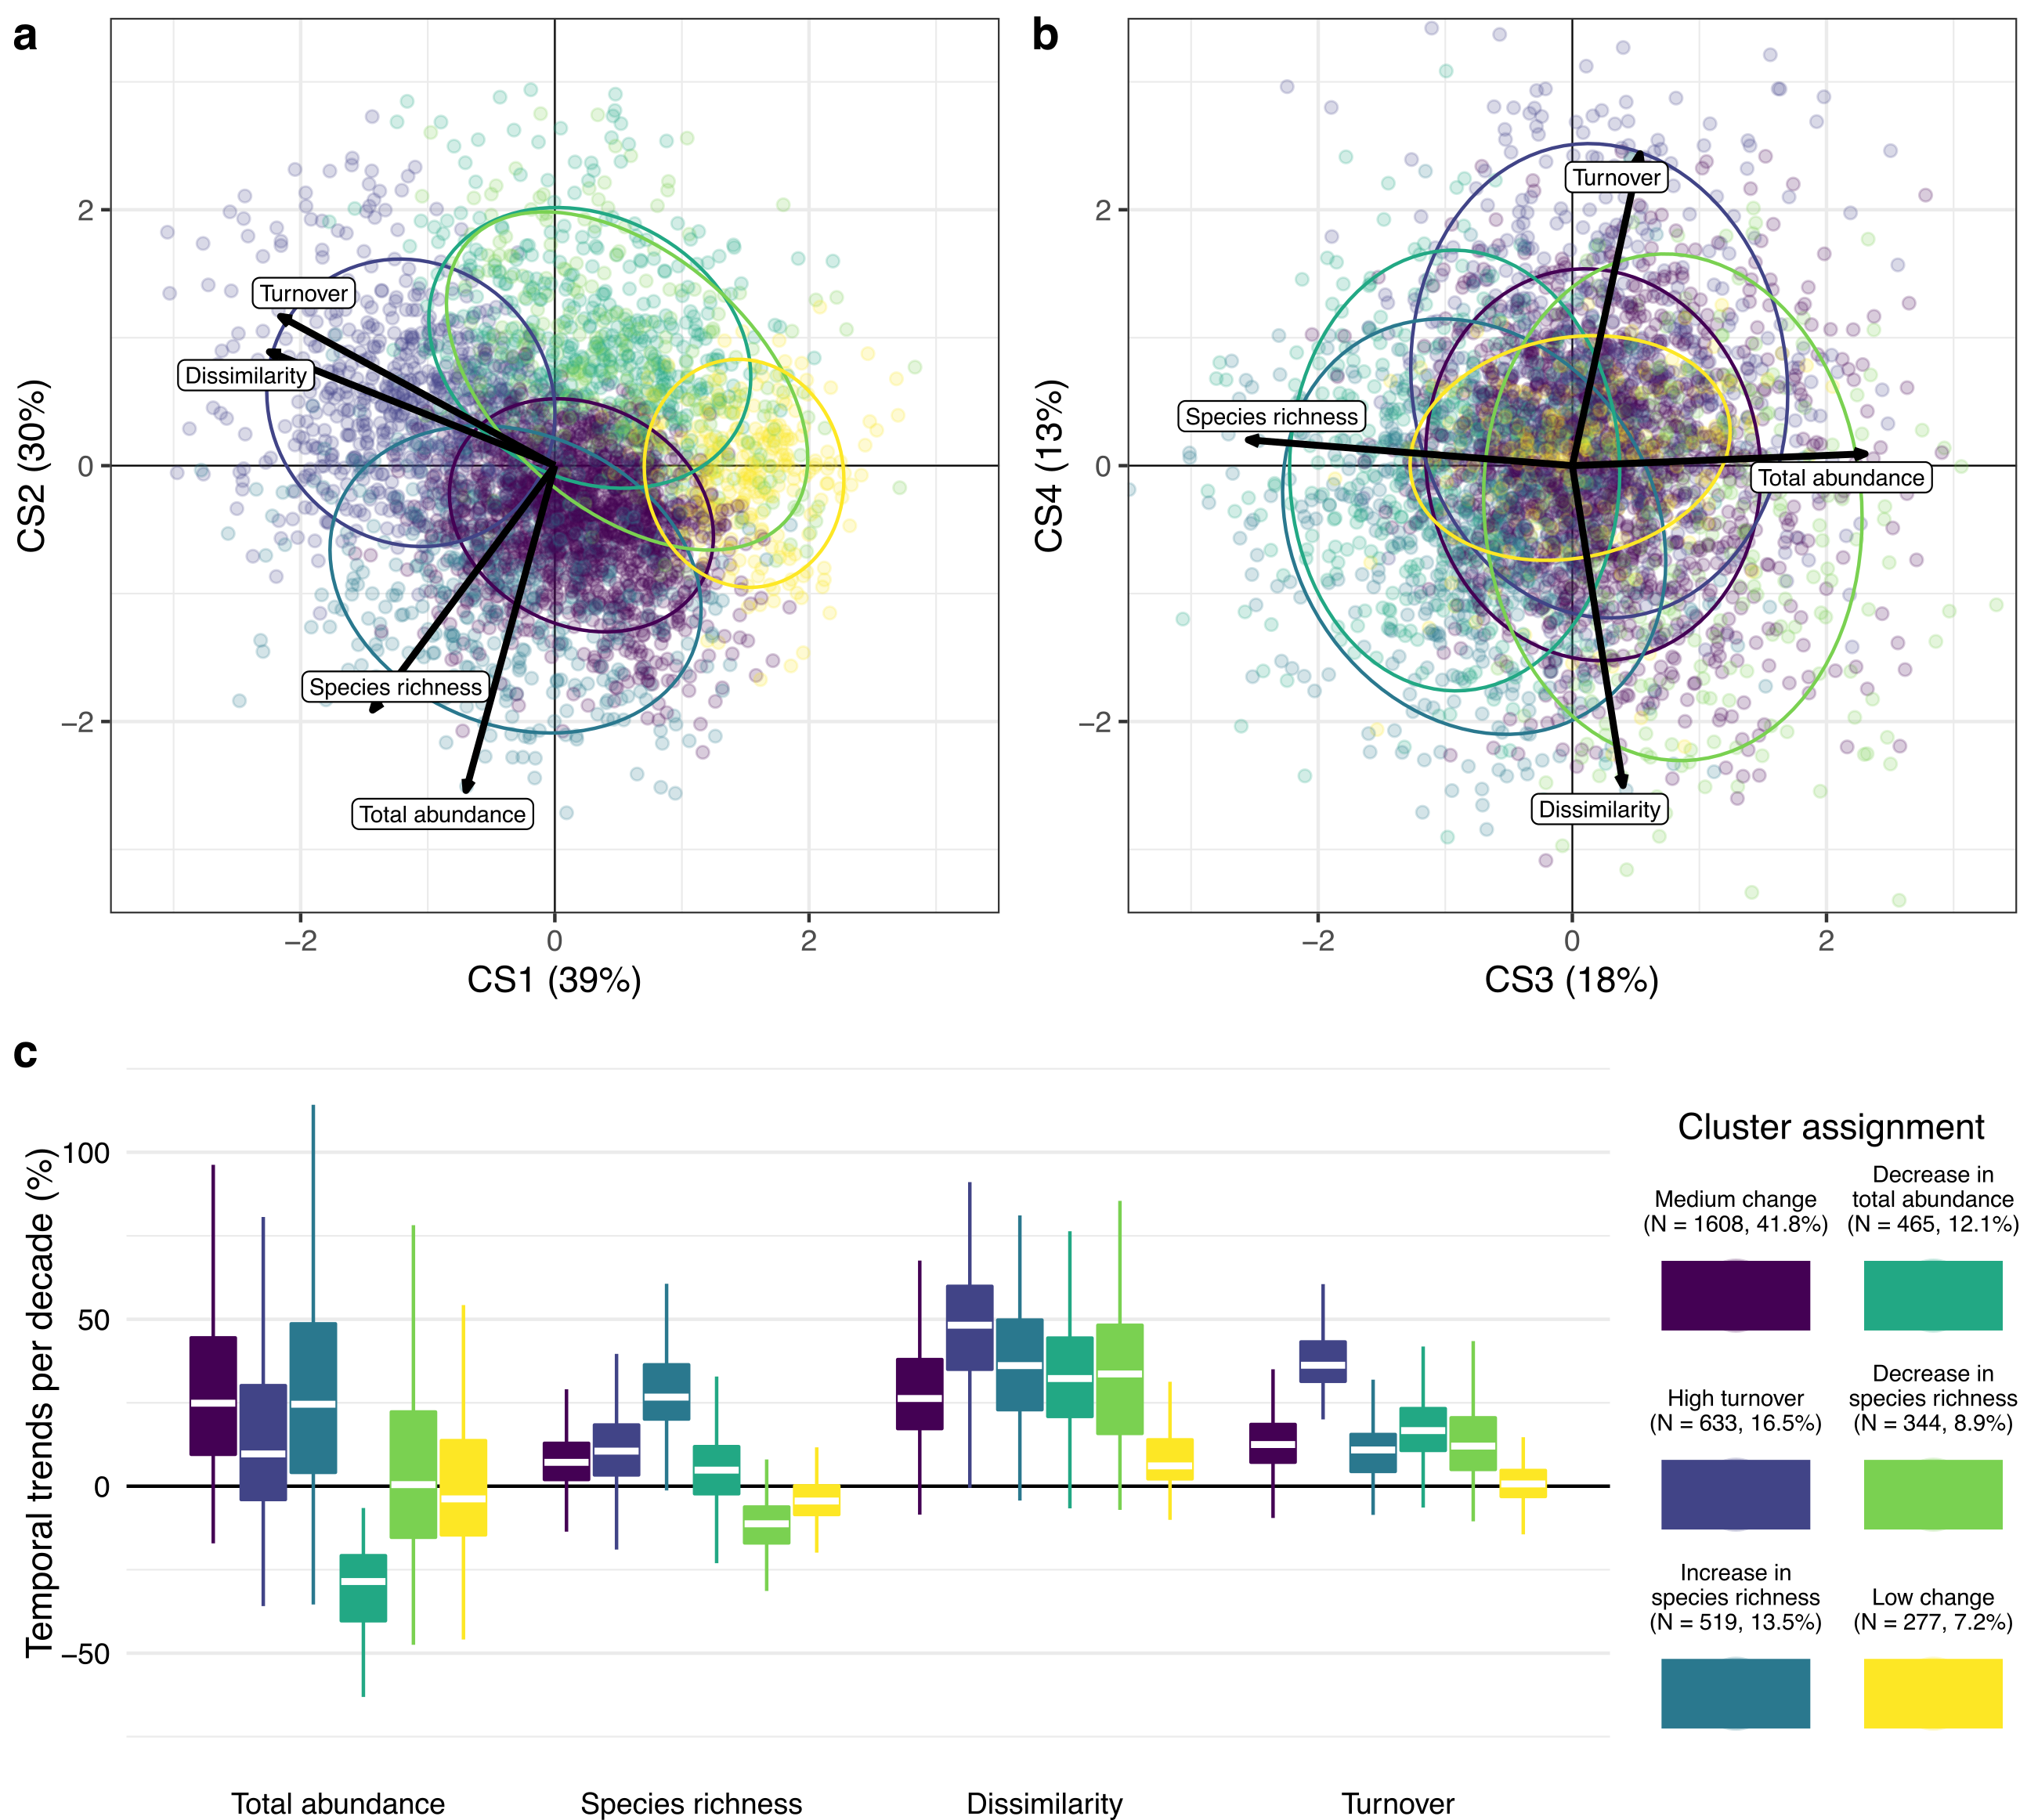 a
2
0
−2
CS2 (30%)
Turnover
Dissimilarity
Species richness
Total abundance
−2
0
2
CS1 (39%)
b
2
0
−2
CS4 (13%)
Turnover
Species richness
Total abundance
Dissimilarity
−2
0
2
CS3 (18%)
c
Temporal trends per decade (%)
100
50
0
−50
Total abundance
Species richness
Dissimilarity
Turnover
Cluster assignment
Medium change
(N = 1608, 41.8%)
Decrease in
total abundance
(N = 465, 12.1%)
High turnover
(N = 633, 16.5%)
Decrease in
species richness
(N = 344, 8.9%)
Increase in
species richness
(N = 519, 13.5%)
Low change
(N = 277, 7.2%)